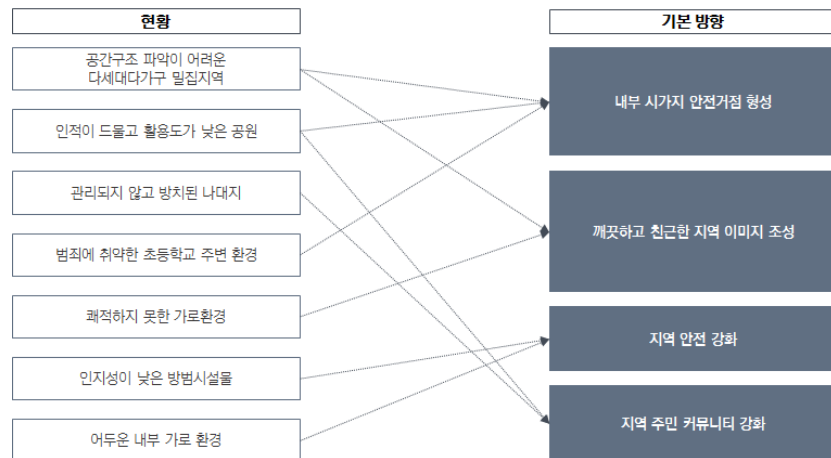 현황
공간구조 파악이 어려운
다세대다가구 밀집지역
인적이 드물고 활용도가 낮은 공원
관리되지 않고 방치된 나대지
범죄에 취약한 초등학교 주변 환경
쾌적하지 못한 가로환경
인지성이 낮은 방범시설물
어두운 내부 가로 환경
기본 방향
내부 시가지 안전거점 형성
깨끗하고 친근한 지역 이미지 조성
지역 안전 강화
지역 주민 커뮤니티 강화